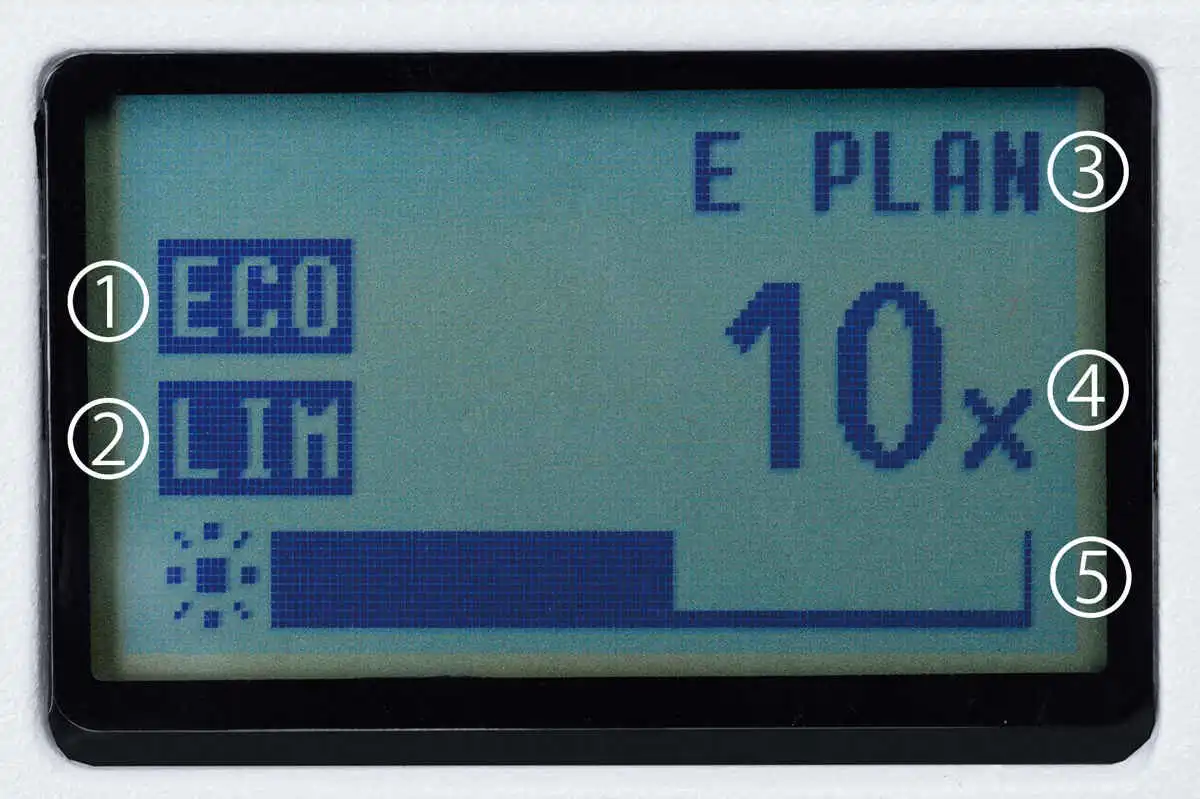 E PLAN ③
① ECO
10x ④
② LIM
⑤